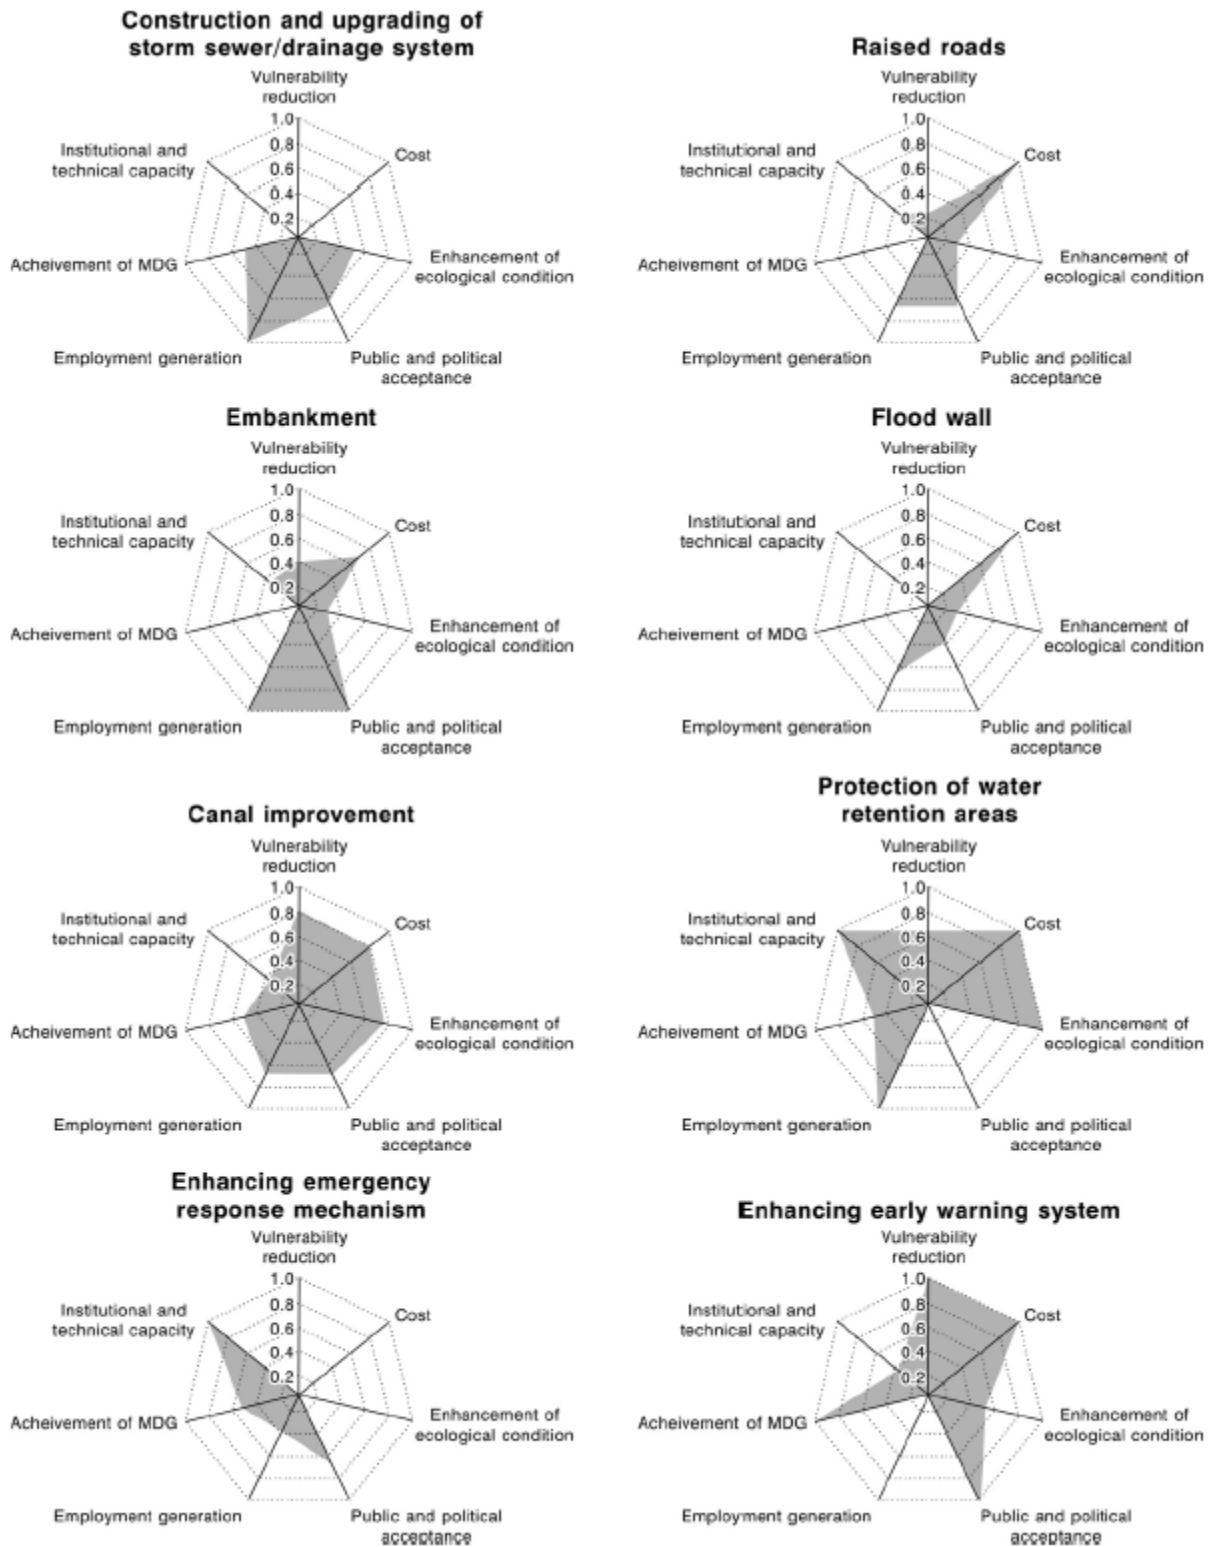 Construction and upgrading of
storm sewer/drainage system
Vulnerability
reduction
1.0
0.8
0.6
0.4
0.2
Cost
Institutional and
technical capacity
Enhancement of
ecological condition
Acheivement of MDG
Employment generation
Public and political
acceptance
Raised roads
Vulnerability
reduction
1.0
0.8
0.6
0.4
0.2
Cost
Institutional and
technical capacity
Enhancement of
ecological condition
Acheivement of MDG
Employment generation
Public and political
acceptance
Embankment
Vulnerability
reduction
1.0
0.8
0.6
0.4
0.2
Cost
Institutional and
technical capacity
Enhancement of
ecological condition
Acheivement of MDG
Employment generation
Public and political
acceptance
Flood wall
Vulnerability
reduction
1.0
0.8
0.6
0.4
0.2
Cost
Institutional and
technical capacity
Enhancement of
ecological condition
Acheivement of MDG
Employment generation
Public and political
acceptance
Canal improvement
Vulnerability
reduction
1.0
0.8
0.6
0.4
0.2
Cost
Institutional and
technical capacity
Enhancement of
ecological condition
Acheivement of MDG
Employment generation
Public and political
acceptance
Protection of water
retention areas
Vulnerability
reduction
1.0
0.8
0.6
0.4
0.2
Cost
Institutional and
technical capacity
Enhancement of
ecological condition
Acheivement of MDG
Employment generation
Public and political
acceptance
Enhancing emergency
response mechanism
Vulnerability
reduction
1.0
0.8
0.6
0.4
0.2
Cost
Institutional and
technical capacity
Enhancement of
ecological condition
Acheivement of MDG
Employment generation
Public and political
acceptance
Enhancing early warning system
Vulnerability
reduction
1.0
0.8
0.6
0.4
0.2
Cost
Institutional and
technical capacity
Enhancement of
ecological condition
Acheivement of MDG
Employment generation
Public and political
acceptance